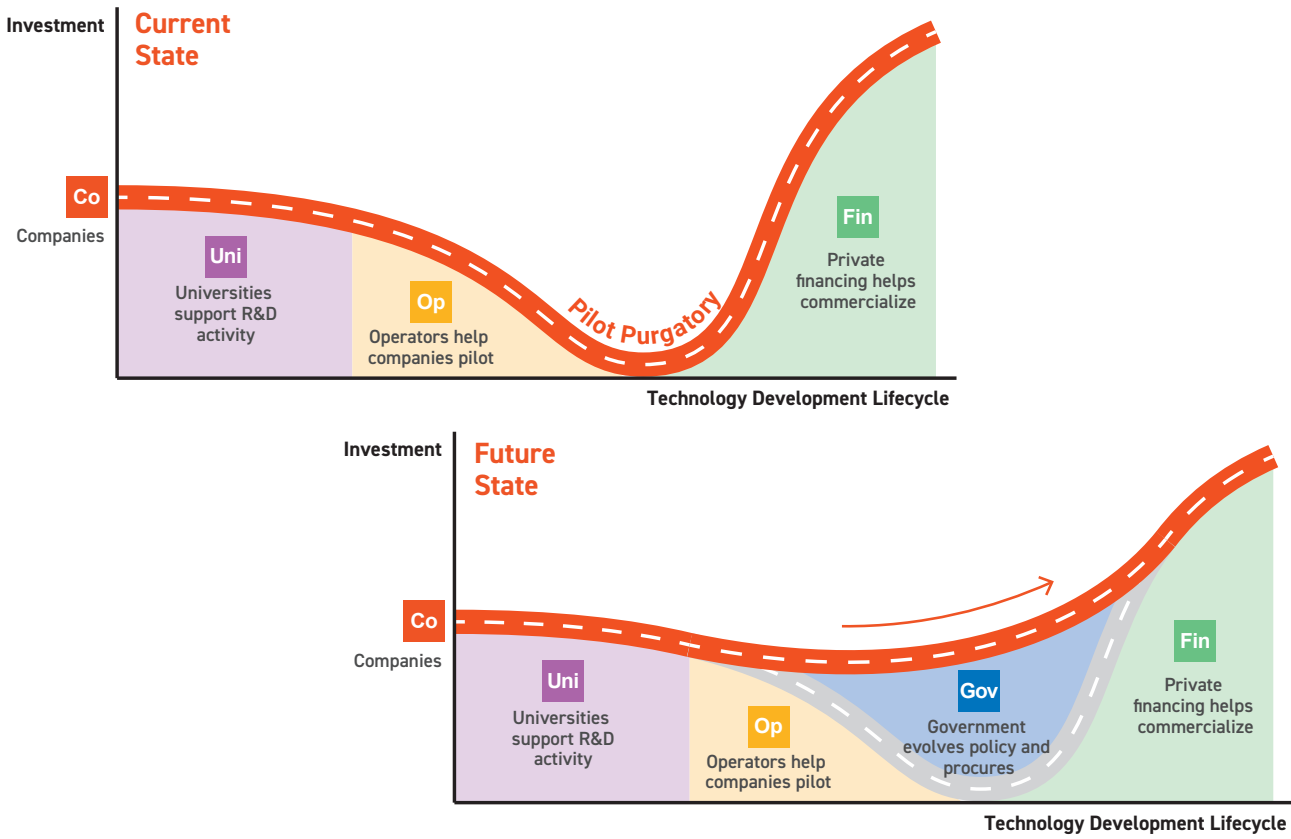 Investment
Current
State
Co
Companies
Uni
Universities
support R&D
activity
Op
Operators help
companies pilot
Pilot Purgatory
Fin
Private
financing helps
commercialize
Technology Development Lifecycle
Investment
Future
State
Co
Companies
Uni
Universities
support R&D
activity
Op
Operators help
companies pilot
Gov
Government
evolves policy and
procures
Fin
Private
financing helps
commercialize
Technology Development Lifecycle